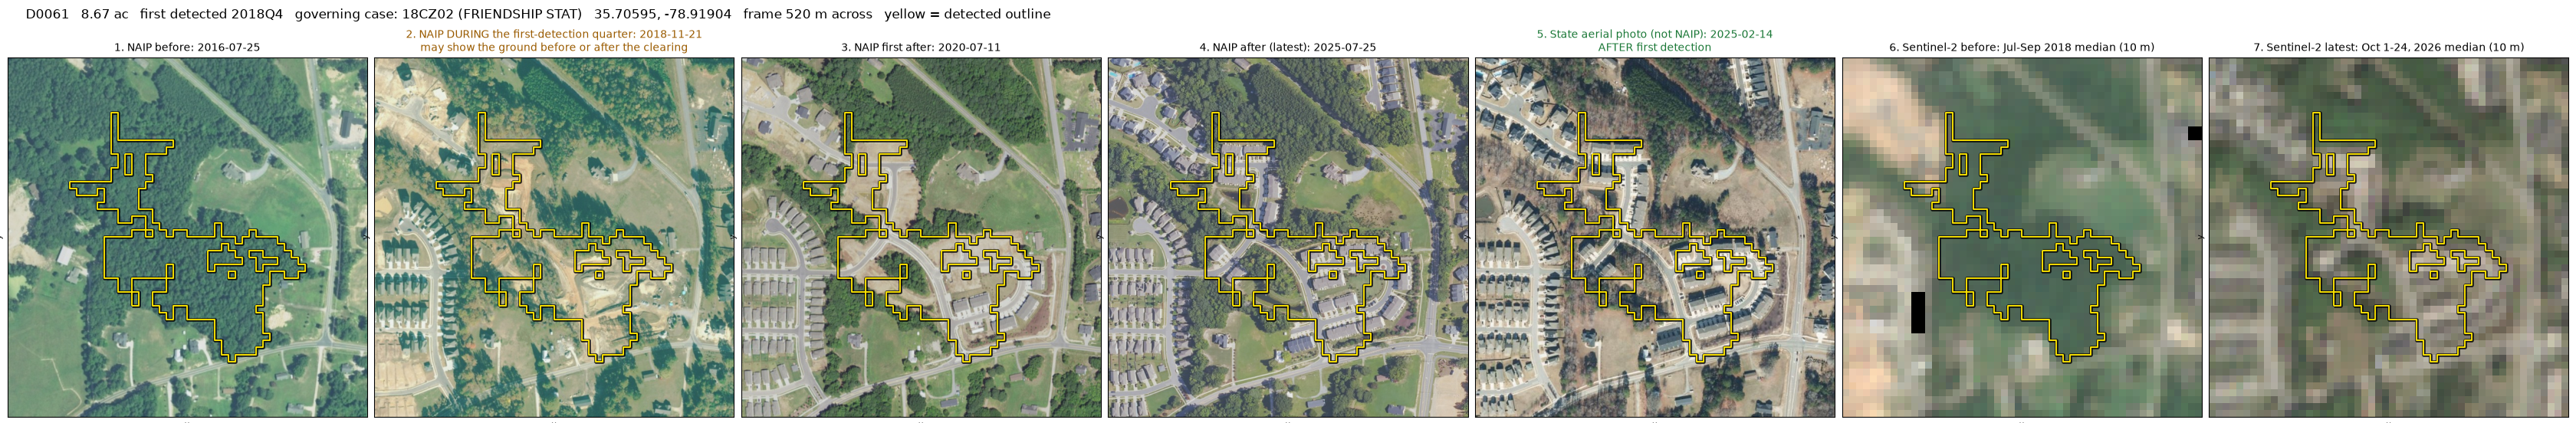 D0061   8.67 ac   first detected 2018Q4   governing case: 18CZ02 (FRIENDSHIP STAT)   35.70595, -78.91904   frame 520 m across   yellow = detected outline
1. NAIP before: 2016-07-25
2. NAIP DURING the first-detection quarter: 2018-11-21
may show the ground before or after the clearing
3. NAIP first after: 2020-07-11
4. NAIP after (latest): 2025-07-25
5. State aerial photo (not NAIP): 2025-02-14
AFTER first detection
6. Sentinel-2 before: Jul-Sep 2018 median (10 m)
7. Sentinel-2 latest: Oct 1-24, 2026 median (10 m)